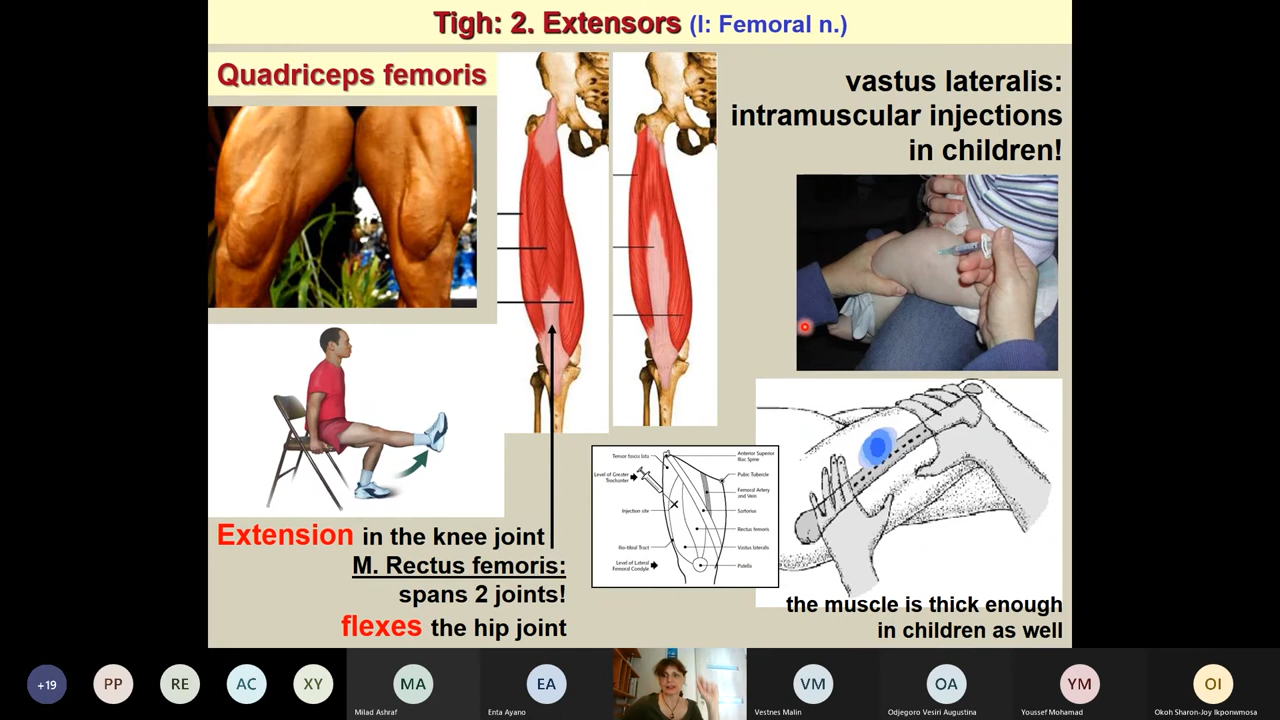 Tigh: 2. Extensors (I: Femoral n.)
Quadriceps femoris
vastus lateralis:
intramuscular injections
in children!
Extension in the knee joint
M. Rectus femoris:
spans 2 joints!
flexes the hip joint
Tensor fascia lata
Level of Greater
Trochanter
Injection site
Ilio-tibial Tract
Level of Lateral
Femoral Condyle
Anterior Superior
Iliac Spine
Pubic Tubercle
Femoral Artery
and Vein
Sartorius
Rectus femoris
Vastus lateralis
Patella
the muscle is thick enough
in children as well
+19
PP
RE
AC
XY
MA
Milad Ashraf
EA
Enta Ayano
VM
Vestnes Malin
OA
Odjegoro Vesiri Augustina
YM
Youssef Mohamad
OI
Okoh Sharon-Joy Ikponwmosa